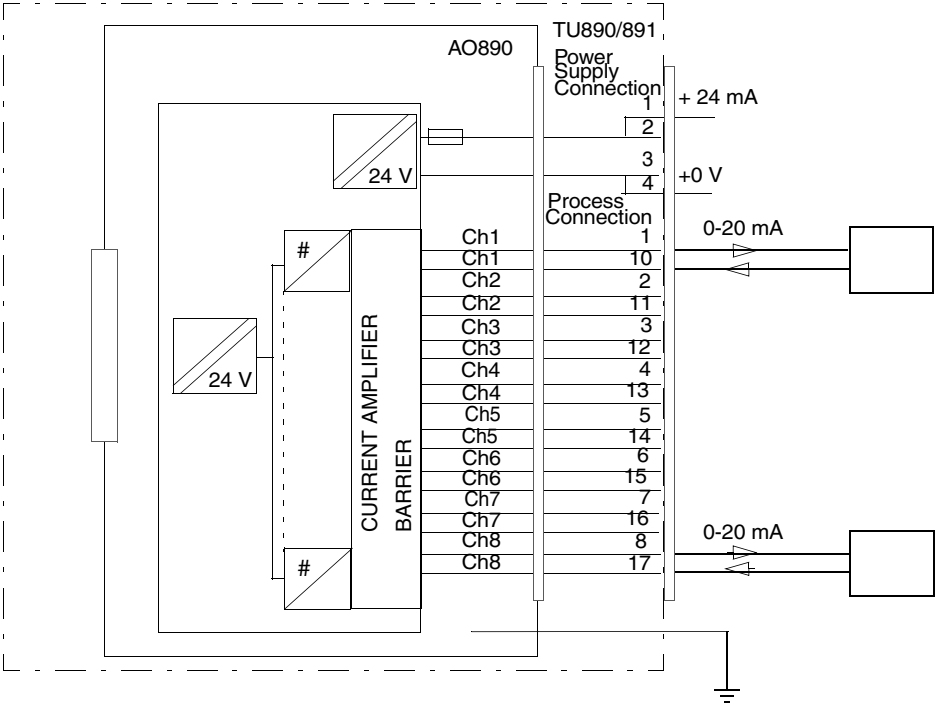 TU890/891
AO890
Power
Supply
Connection
1
+ 24 mA
2
3
24 V
4
+0 V
Process
Connection
Ch1 1
0-20 mA
#
Ch1 10
Ch2 2
Ch2 11
Ch3 3
Ch3 12
Ch4 4
24 V
Ch4 13
Ch5 5
Ch5 14
Ch6 6
Ch6 15
Ch7 7
Ch7 16
Ch8 8
0-20 mA
Ch8 17
#
CURRENT AMPLIFIER
BARRIER